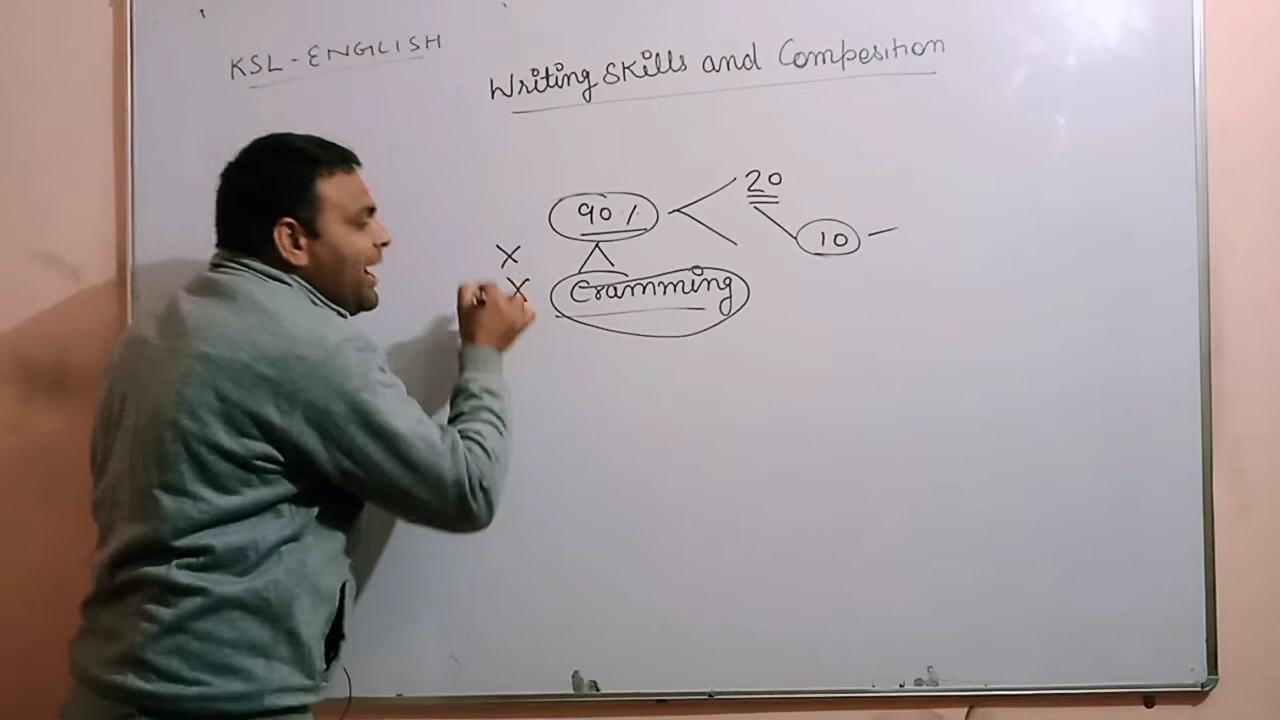 KSL - ENGLISH
Writing Skills and Composition
90%
20
10 -
X
X
Cramming